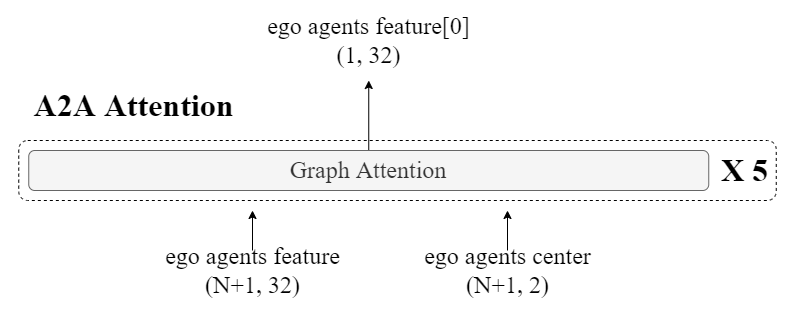 ego agents feature[0]
(1, 32)
A2A Attention
Graph Attention
X 5
ego agents feature
(N+1, 32)
ego agents center
(N+1, 2)